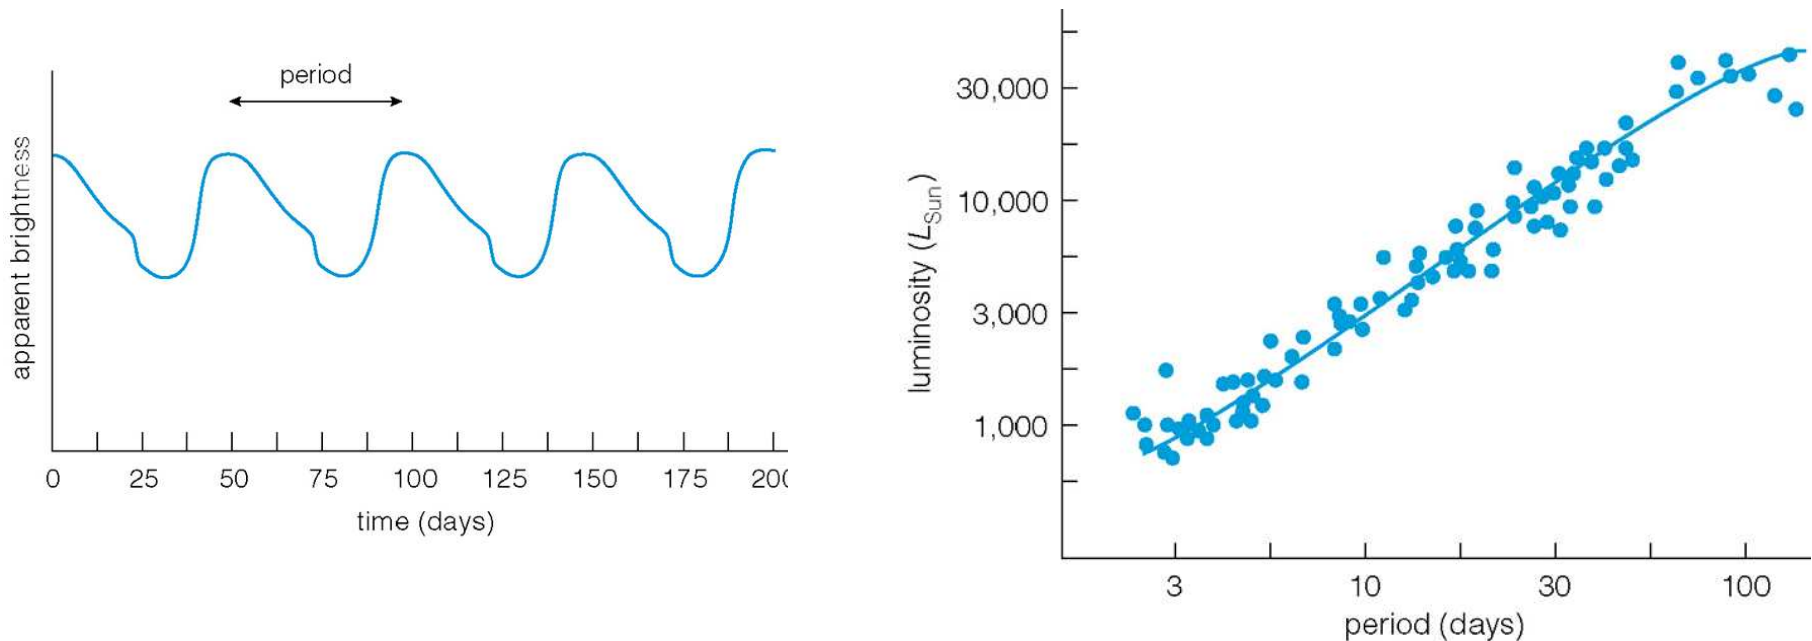 period
apparent brightness
0 25 50 75 100 125 150 175 200
time (days)
luminosity (LSun)
30,000
10,000
3,000
1,000
3 10 30 100
period (days)